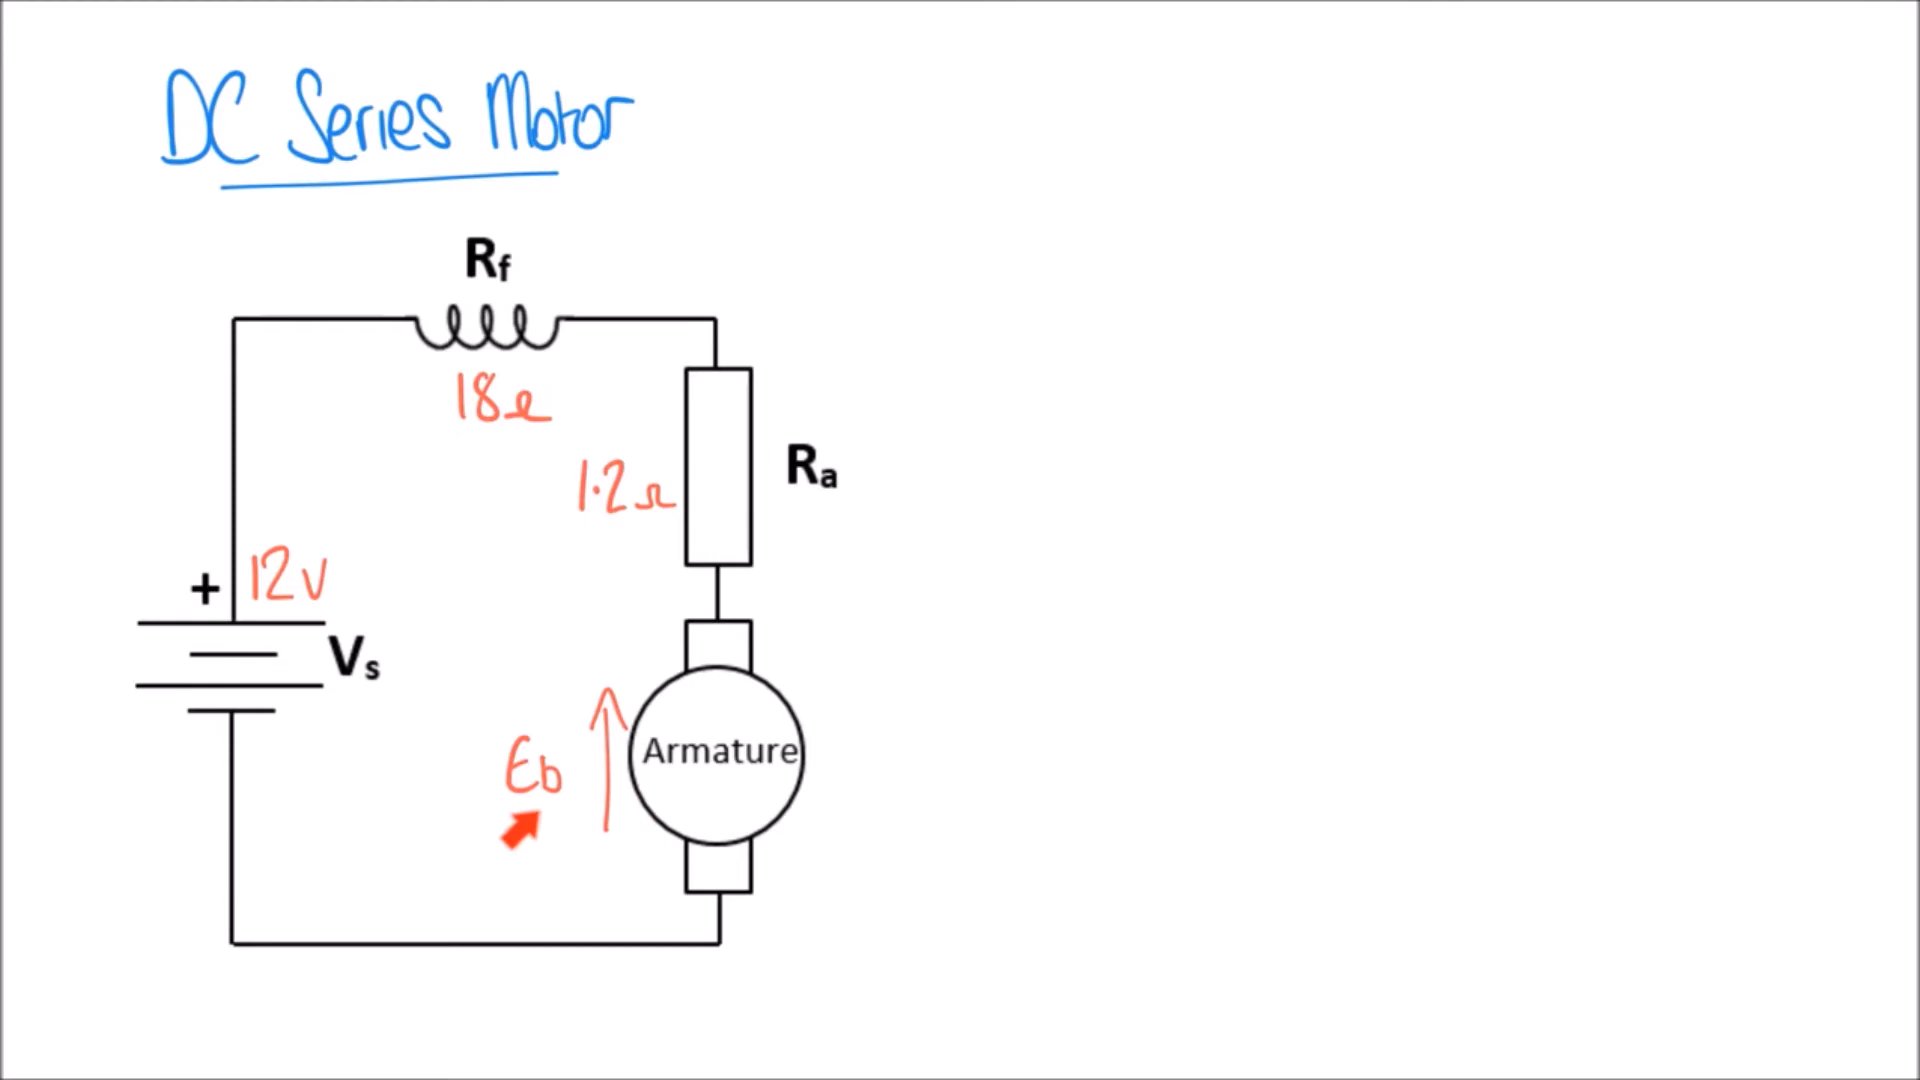 DC Series Motor
Rf
18Ω
1.2Ω
Ra
+ 12v
Vs
Eb
Armature